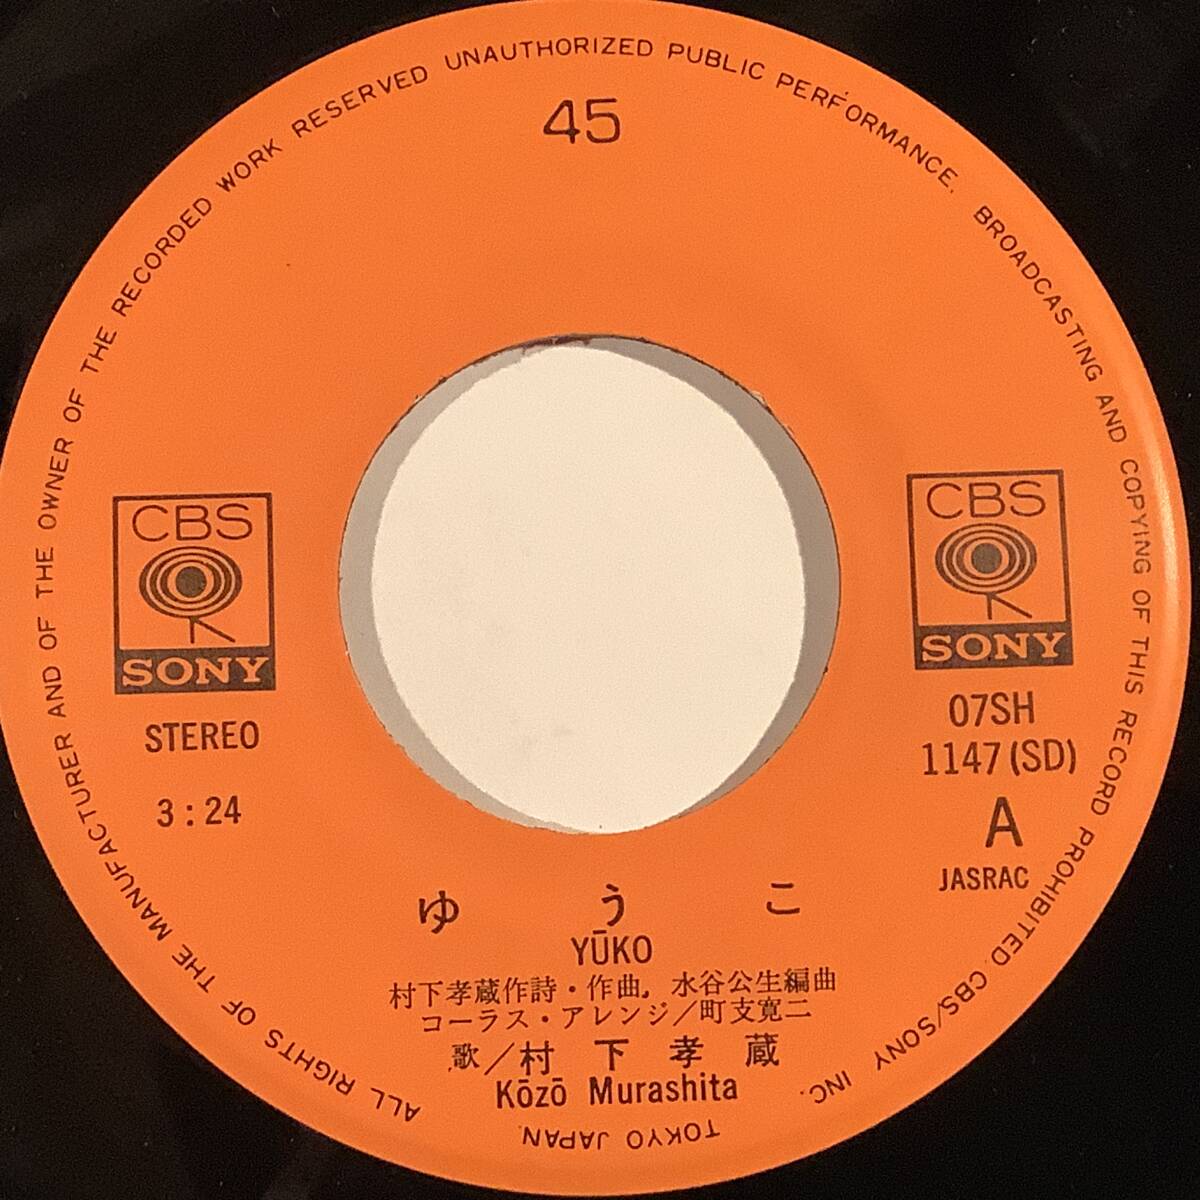 ALL RIGHTS OF THE MANUFACTURER AND OF THE OWNER OF THE RECORDED WORK RESERVED UNAUTHORIZED PUBLIC PERFORMANCE. BROADCASTING AND COPYING OF THIS RECORD PROHIBITED. CBS/SONY INC.
TOKYO JAPAN.
45
CBS
SONY
STEREO
3:24
CBS
SONY
07SH
1147(SD)
A
JASRAC
ゆうこ
YŪKO
村下孝蔵作詩・作曲。水谷公生編曲
コーラス・アレンジ/町支寛二
歌/村下孝蔵
Kōzō Murashita